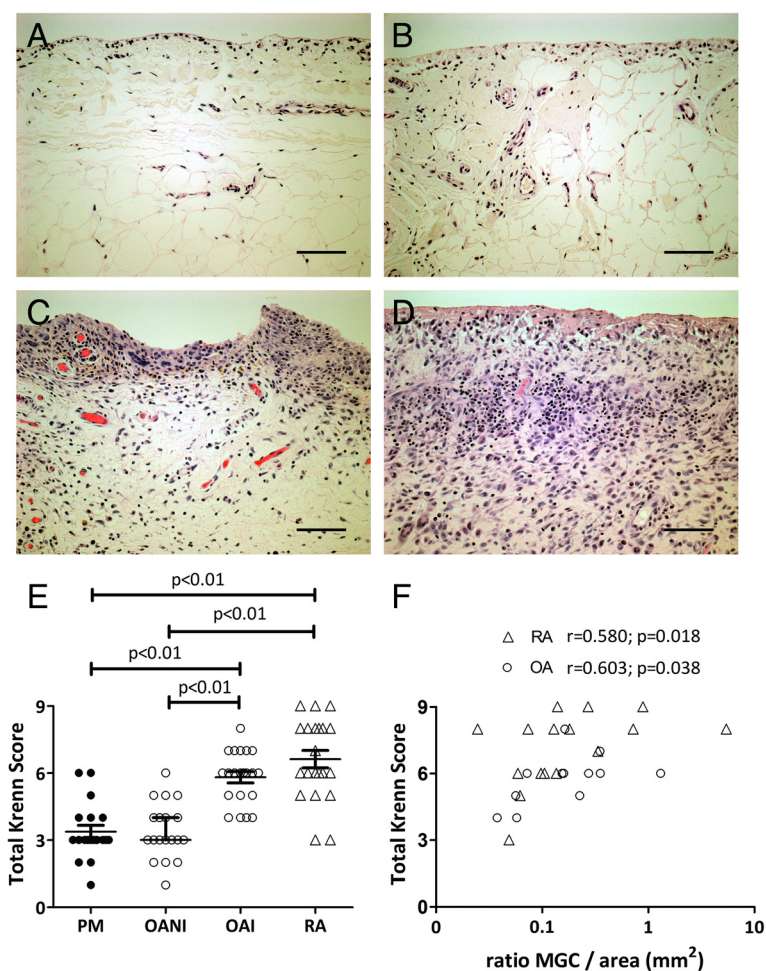 A
B
C
D
E
p<0.01
p<0.01
p<0.01
p<0.01
Total Krenn Score
9
6
3
0
PM OANI OAI RA
F
△ RA r=0.580; p=0.018
○ OA r=0.603; p=0.038
Total Krenn Score
9
6
3
0
0 0.1 1 10
ratio MGC / area (mm²)